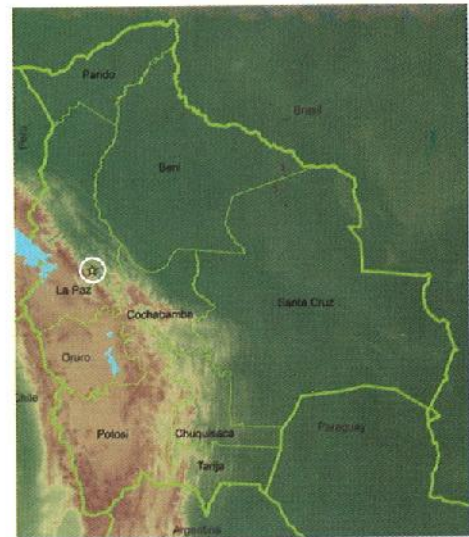 Pando
Brasil
Peru
Beni
La Paz
Santa Cruz
Cochabamba
Oruro
Chile
Potosi
Chuquisaca
Paraguay
Tarija
Argentina